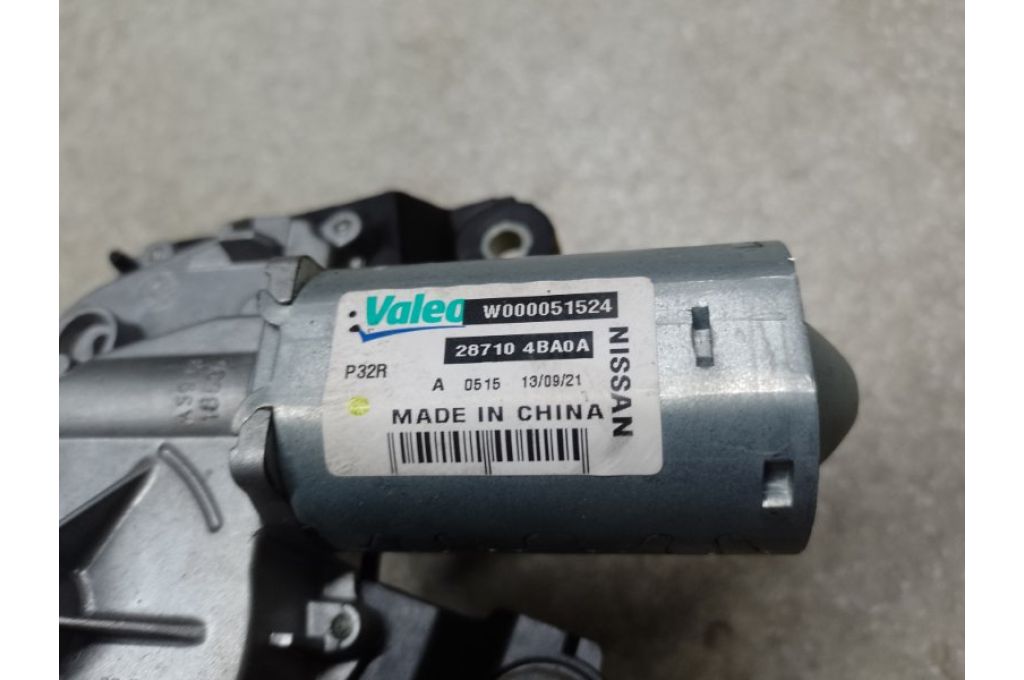 Valeo W000051524
28710 4BA0A
P32R
A 0515 13/09/21
MADE IN CHINA
NISSAN